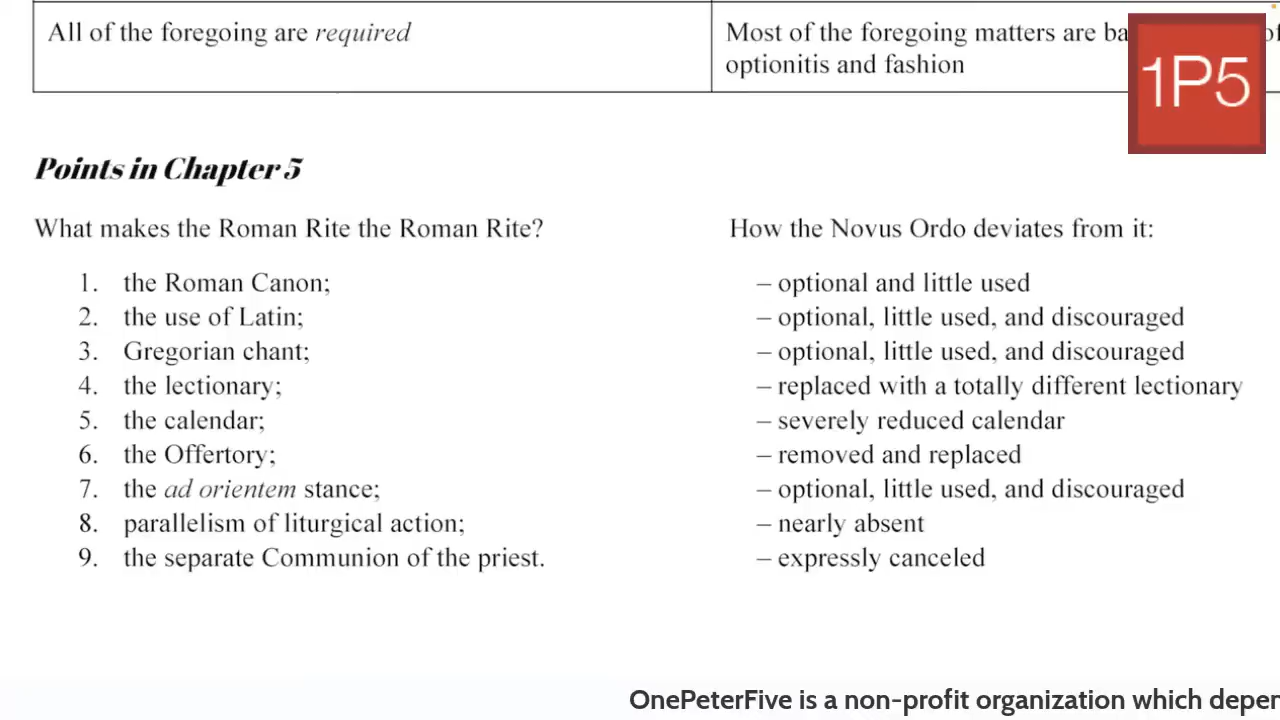 All of the foregoing are required
Most of the foregoing matters are
optionitis and fashion
1P5
Points in Chapter 5
What makes the Roman Rite the Roman Rite?
How the Novus Ordo deviates from it:
1. the Roman Canon;
– optional and little used
2. the use of Latin;
– optional, little used, and discouraged
3. Gregorian chant;
– optional, little used, and discouraged
4. the lectionary;
– replaced with a totally different lectionary
5. the calendar;
– severely reduced calendar
6. the Offertory;
– removed and replaced
7. the ad orientem stance;
– optional, little used, and discouraged
8. parallelism of liturgical action;
– nearly absent
9. the separate Communion of the priest.
– expressly canceled
OnePeterFive is a non-profit organization which